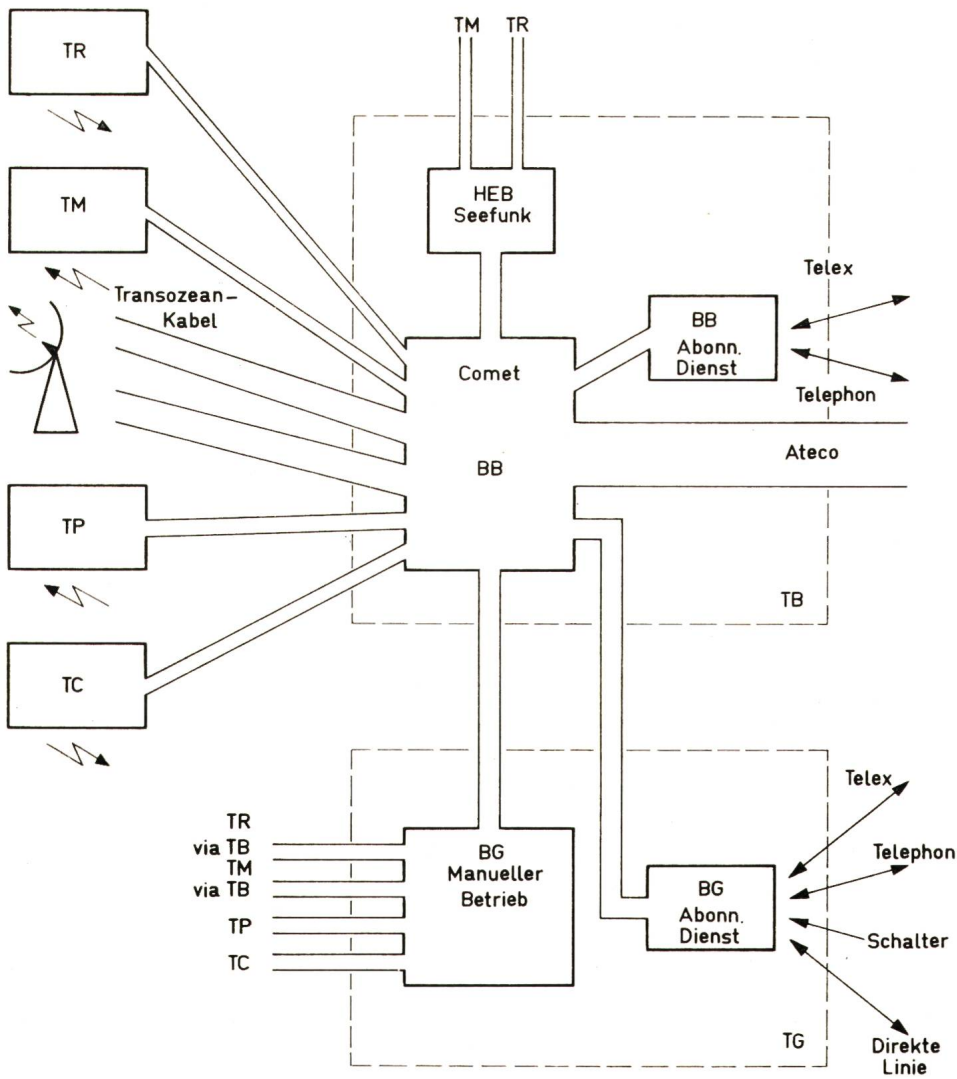 TR
TM
TR
TM
HEB
Seefunk
Transozean-
Kabel
Telex
BB
Abonn.
Dienst
Comet
Telephon
Ateco
BB
TP
TB
TC
Telex
TR
via TB
TM
via TB
TP
TC
BG
Manueller
Betrieb
Telephon
BG
Abonn.
Dienst
Schalter
TG
Direkte
Linie